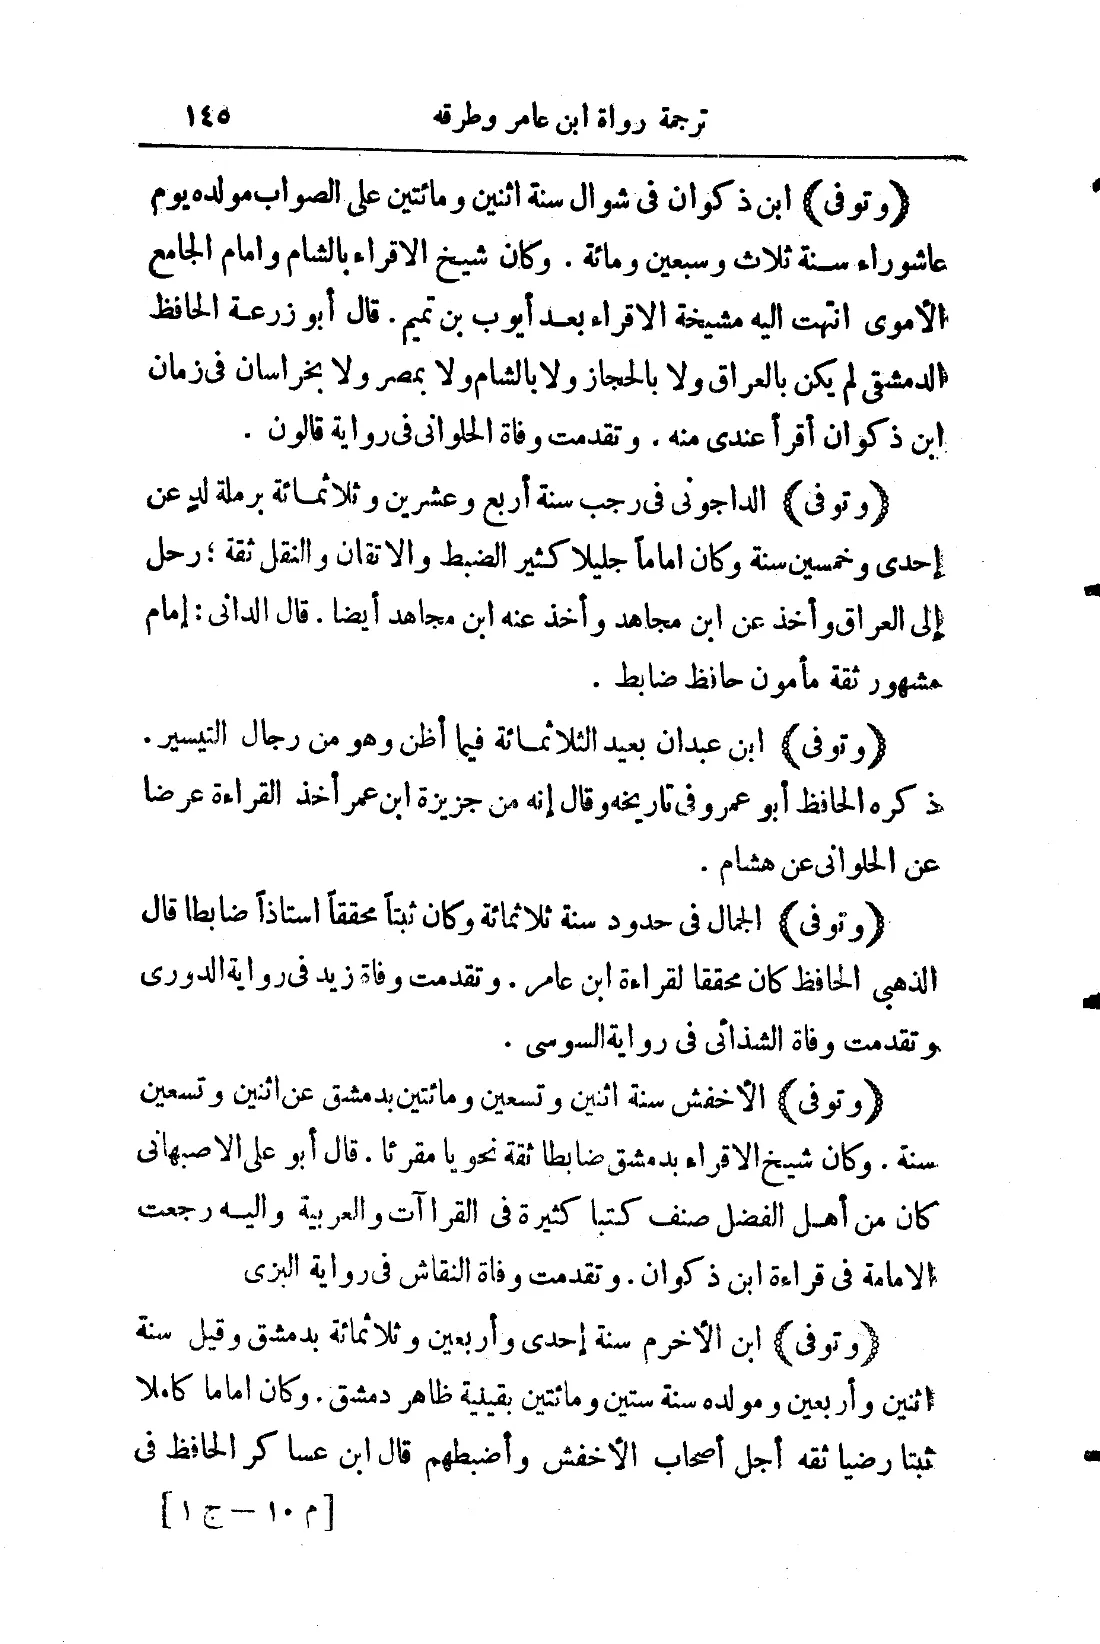 ترجمة رواة ابن عامر وطرقه ١٤٥
(وتوفى) ابن ذكوان فى شوال سنة اثنين ومائتين على الصواب مولده يوم
عاشوراء سنة ثلاث وسبعين ومائة . وكان شيخ الاقراء بالشام وامام الجامع
الأموى انتهت اليه مشيخة الاقراء بعد أيوب بن تميم . قال أبو زرعة الحافظ
الدمشقى لم يكن بالعراق ولا بالحجاز ولا بالشام ولا بمصر ولا بخراسان فى زمان
ابن ذكوان أقرأ عندى منه . وتقدمت وفاة الحلوانى فى رواية قالون .
(وتوفى) الداجونى فى رجب سنة أربع وعشرين وثلاثمائة برملة لد عن
إحدى وخمسين سنة وكان اماماً جليلا كثير الضبط والاتقان والنقل ثقة ؛ رحل
إلى العراق وأخذ عن ابن مجاهد وأخذ عنه ابن مجاهد أيضا . قال الدانى : إمام
مشهور ثقة مأمون حافظ ضابط .
(وتوفى) ابن عبدان بعيد الثلاثمائة فيما أظن وهو من رجال التيسير .
ذكره الحافظ أبو عمرو فى تاريخه وقال إنه من جزيرة ابن عمر أخذ القراءة عرضا
عن الحلوانى عن هشام .
(وتوفى) الجمال فى حدود سنة ثلاثمائة وكان ثبتاً محققاً استاذاً ضابطا قال
الذهبي الحافظ كان محققا لقراءة ابن عامر . وتقدمت وفاة زيد فى رواية الدورى
وتقدمت وفاة الشذائى فى رواية السوسى .
(وتوفى) الأخفش سنة اثنين وتسعين ومائتين بدمشق عن اثنين وتسعين
سنة . وكان شيخ الاقراء بدمشق ضابطا ثقة نحويا مقرئا . قال أبو على الاصبهانى
كان من أهل الفضل صنف كتبا كثيرة فى القراآت والعربية واليه رجعت
الامامة فى قراءة ابن ذكوان . وتقدمت وفاة النقاش فى رواية البزى
(وتوفى) ابن الأخرم سنة إحدى وأربعين وثلاثمائة بدمشق وقيل سنة
اثنين وأربعين ومولده سنة ستين ومائتين بقينية ظاهر دمشق . وكان اماما كاملا
ثبتا رضيا ثقه أجل أصحاب الأخفش وأضبطهم قال ابن عساكر الحافظ فى
[م ١٠ – ج ١]